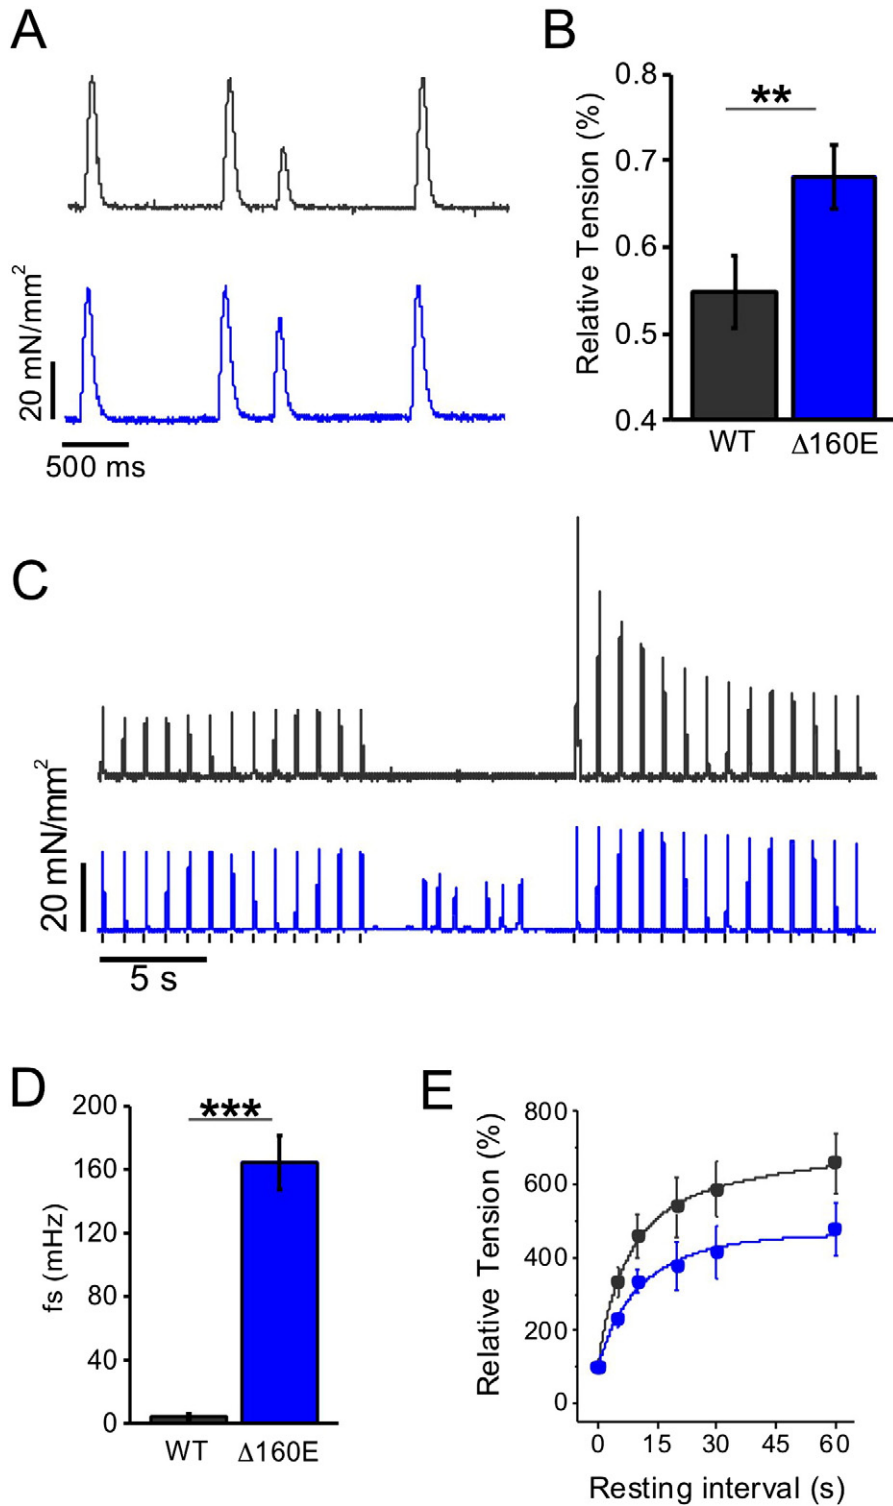 A
20 mN/mm²
500 ms
B
Relative Tension (%)
0.8
0.7
0.6
0.5
0.4
**
WT
Δ160E
C
20 mN/mm²
5 s
D
fs (mHz)
200
160
120
80
40
0
***
WT
Δ160E
E
Relative Tension (%)
800
600
400
200
0
0 15 30 45 60
Resting interval (s)